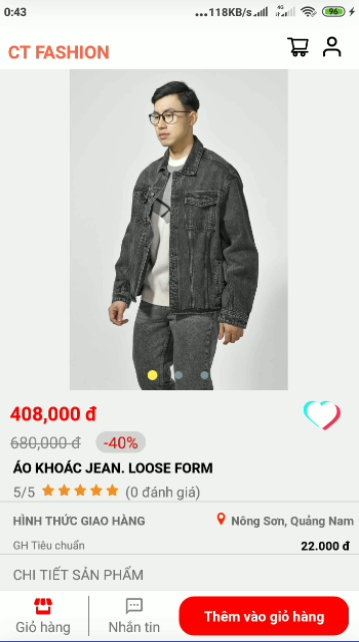 0:43
...118KB/s 4G 96
CT FASHION
408,000 đ
680,000 đ -40%
ÁO KHOÁC JEAN. LOOSE FORM
5/5 (0 đánh giá)
HÌNH THỨC GIAO HÀNG Nông Sơn, Quảng Nam
GH Tiêu chuẩn 22.000 đ
CHI TIẾT SẢN PHẨM
Giỏ hàng Nhắn tin Thêm vào giỏ hàng